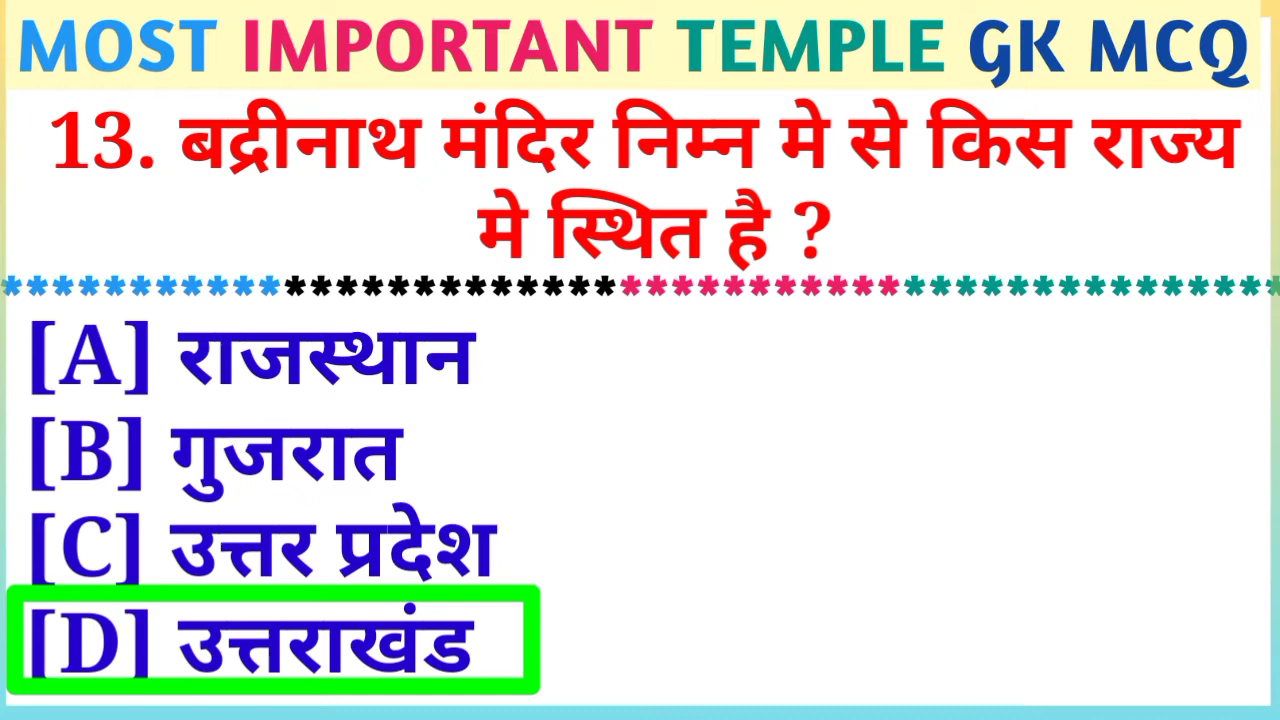 MOST IMPORTANT TEMPLE GK MCQ
13. बद्रीनाथ मंदिर निम्न मे से किस राज्य
मे स्थित है ?
[A] राजस्थान
[B] गुजरात
[C] उत्तर प्रदेश
[D] उत्तराखंड